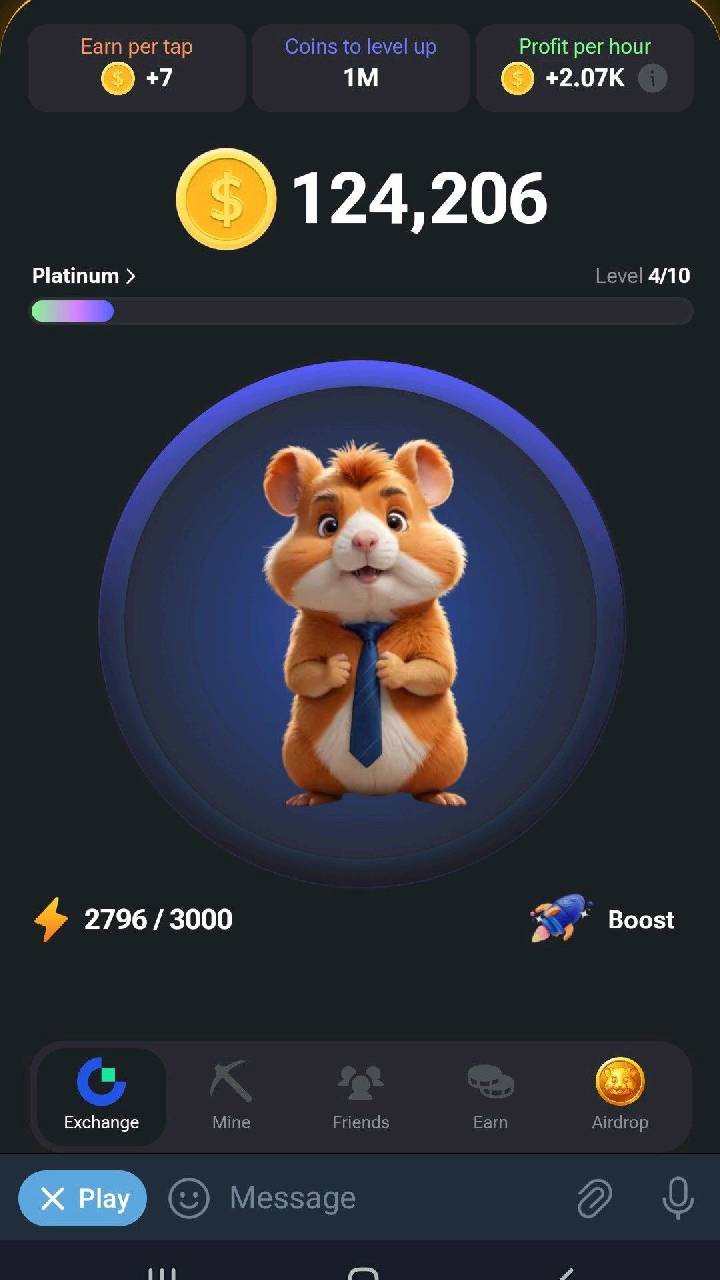 Earn per tap
+7
Coins to level up
1M
Profit per hour
+2.07K
124,206
Platinum >
Level 4/10
2796 / 3000
Boost
Exchange
Mine
Friends
Earn
Airdrop
Play
Message